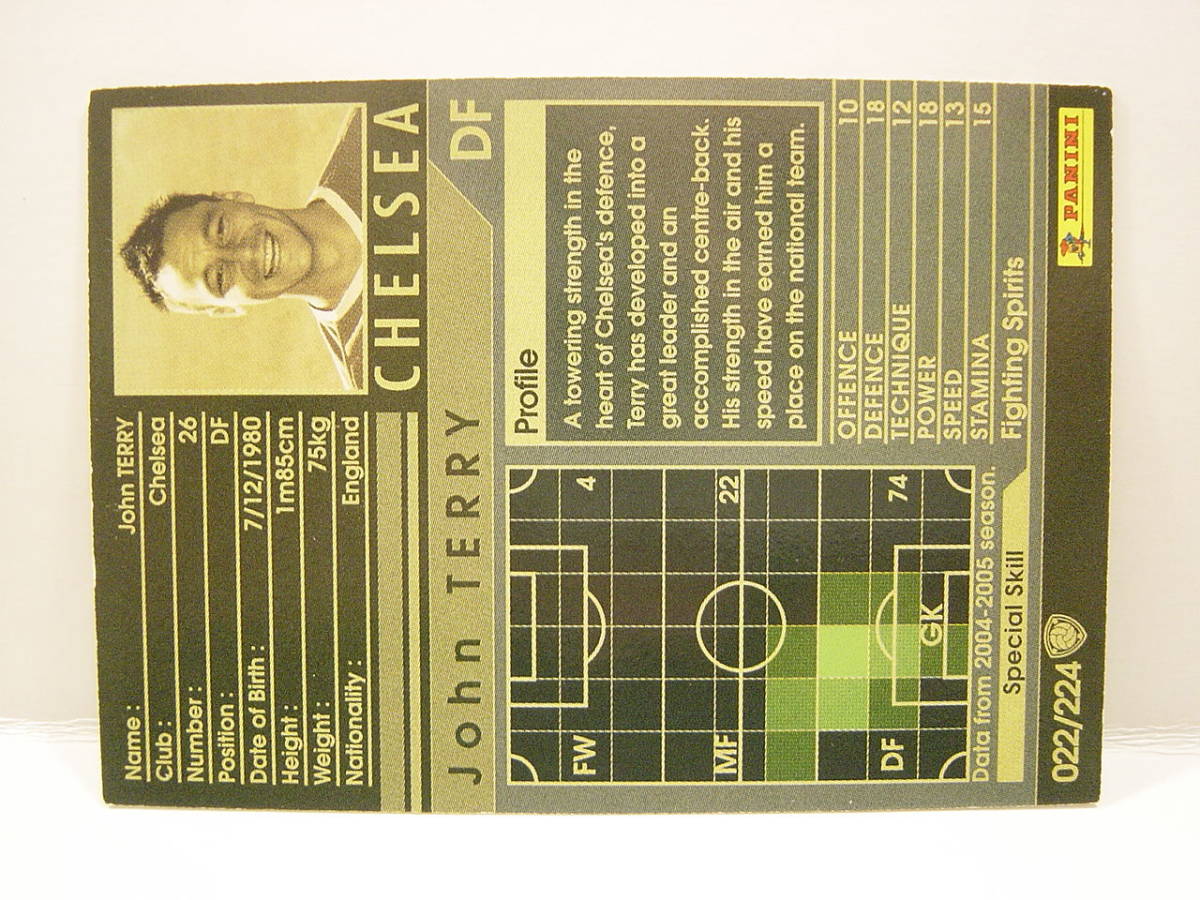 Name : John TERRY
Club : Chelsea
Number : 26
Position : DF
Date of Birth : 7/12/1980
Height : 1m85cm
Weight : 75kg
Nationality : England
CHELSEA
John TERRY
DF
FW 4
MF 22
DF 74
GK
Data from 2004-2005 season.
Profile
A towering strength in the
heart of Chelsea's defence,
Terry has developed into a
great leader and an
accomplished centre-back.
His strength in the air and his
speed have earned him a
place on the national team.
OFFENCE 10
DEFENCE 18
TECHNIQUE 12
POWER 18
SPEED 13
STAMINA 15
Special Skill
Fighting Spirits
022/224
PANINI